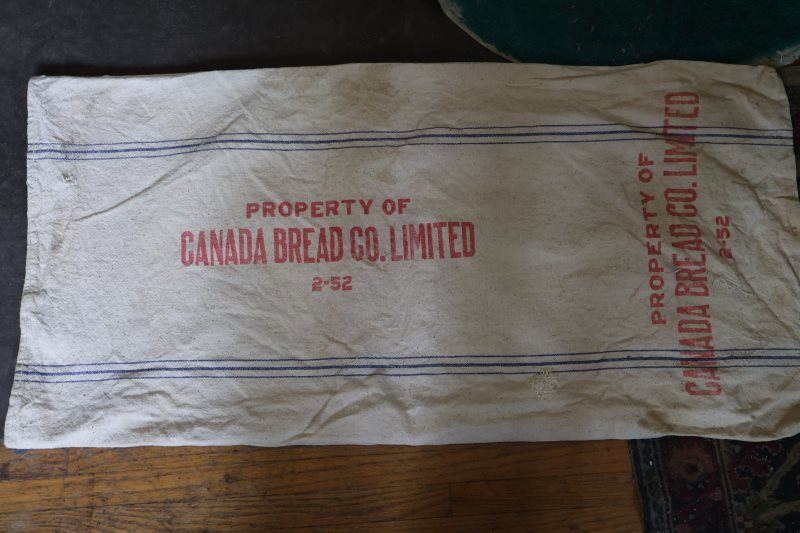 PROPERTY OF
CANADA BREAD CO. LIMITED
2-52
PROPERTY OF
CANADA BREAD CO. LIMITED
2-52